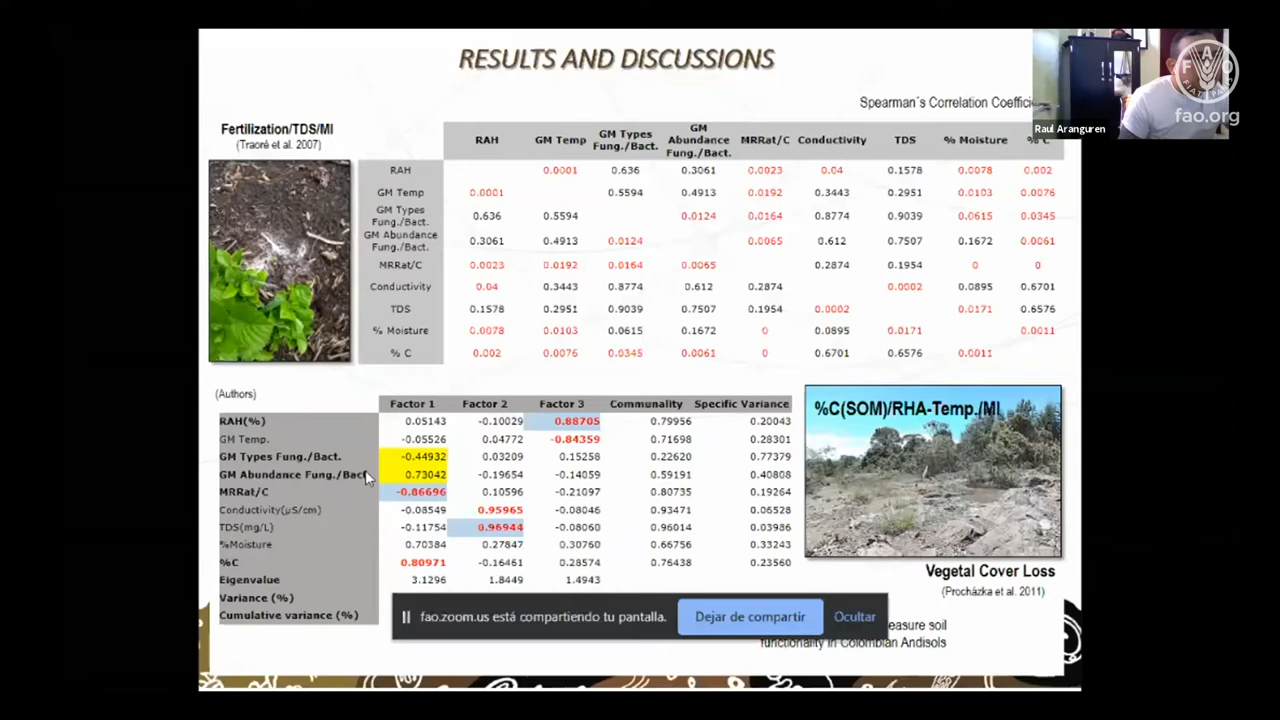 RESULTS AND DISCUSSIONS
Spearman´s Correlation
Fertilization/TDS/MI
(Traoré et al. 2007)
RAH GM Temp GM Types Fung./Bact. GM Abundance Fung./Bact. MRRat/C Conductivity TDS % Moisture % C
RAH 0.0001 0.636 0.3061 0.0023 0.04 0.1578 0.0078 0.002
GM Temp 0.0001 0.5594 0.4913 0.0192 0.3443 0.2951 0.0103 0.0076
GM Types Fung./Bact. 0.636 0.5594 0.0124 0.0164 0.8774 0.9039 0.0615 0.0345
GM Abundance Fung./Bact. 0.3061 0.4913 0.0124 0.0065 0.612 0.7507 0.1672 0.0061
MRRat/C 0.0023 0.0192 0.0164 0.0065 0.2874 0.1954 0 0
Conductivity 0.04 0.3443 0.8774 0.612 0.2874 0.0002 0.0895 0.6701
TDS 0.1578 0.2951 0.9039 0.7507 0.1954 0.0002 0.0171 0.6576
% Moisture 0.0078 0.0103 0.0615 0.1672 0 0.0895 0.0171 0.0011
% C 0.002 0.0076 0.0345 0.0061 0 0.6701 0.6576 0.0011
(Authors)
Factor 1 Factor 2 Factor 3 Communality Specific Variance
RAH(%) 0.05143 -0.10029 0.88705 0.79956 0.20043
GM Temp. -0.05526 0.04772 -0.84359 0.71698 0.28301
GM Types Fung./Bact. -0.44932 0.03209 0.15258 0.22620 0.77379
GM Abundance Fung./Bact. 0.73042 -0.19654 -0.14059 0.59191 0.40808
MRRat/C -0.86696 0.10596 -0.21097 0.80735 0.19264
Conductivity(µS/cm) -0.08549 0.95965 -0.08046 0.93471 0.06528
TDS(mg/L) -0.11754 0.96944 -0.08060 0.96014 0.03986
%Moisture 0.70384 0.27847 0.30760 0.66756 0.33243
%C 0.80971 -0.16461 0.28574 0.76438 0.23560
Eigenvalue 3.1296 1.8449 1.4943
Variance (%)
Cumulative variance (%)
%C(SOM)/RHA-Temp./MI
Vegetal Cover Loss
(Procházka et al. 2011)
soil
functionality in Colombian Andisols
fao.zoom.us está compartiendo tu pantalla.
Dejar de compartir
Ocultar
Raul Aranguren
F A O
FIAT PANIS
fao.org